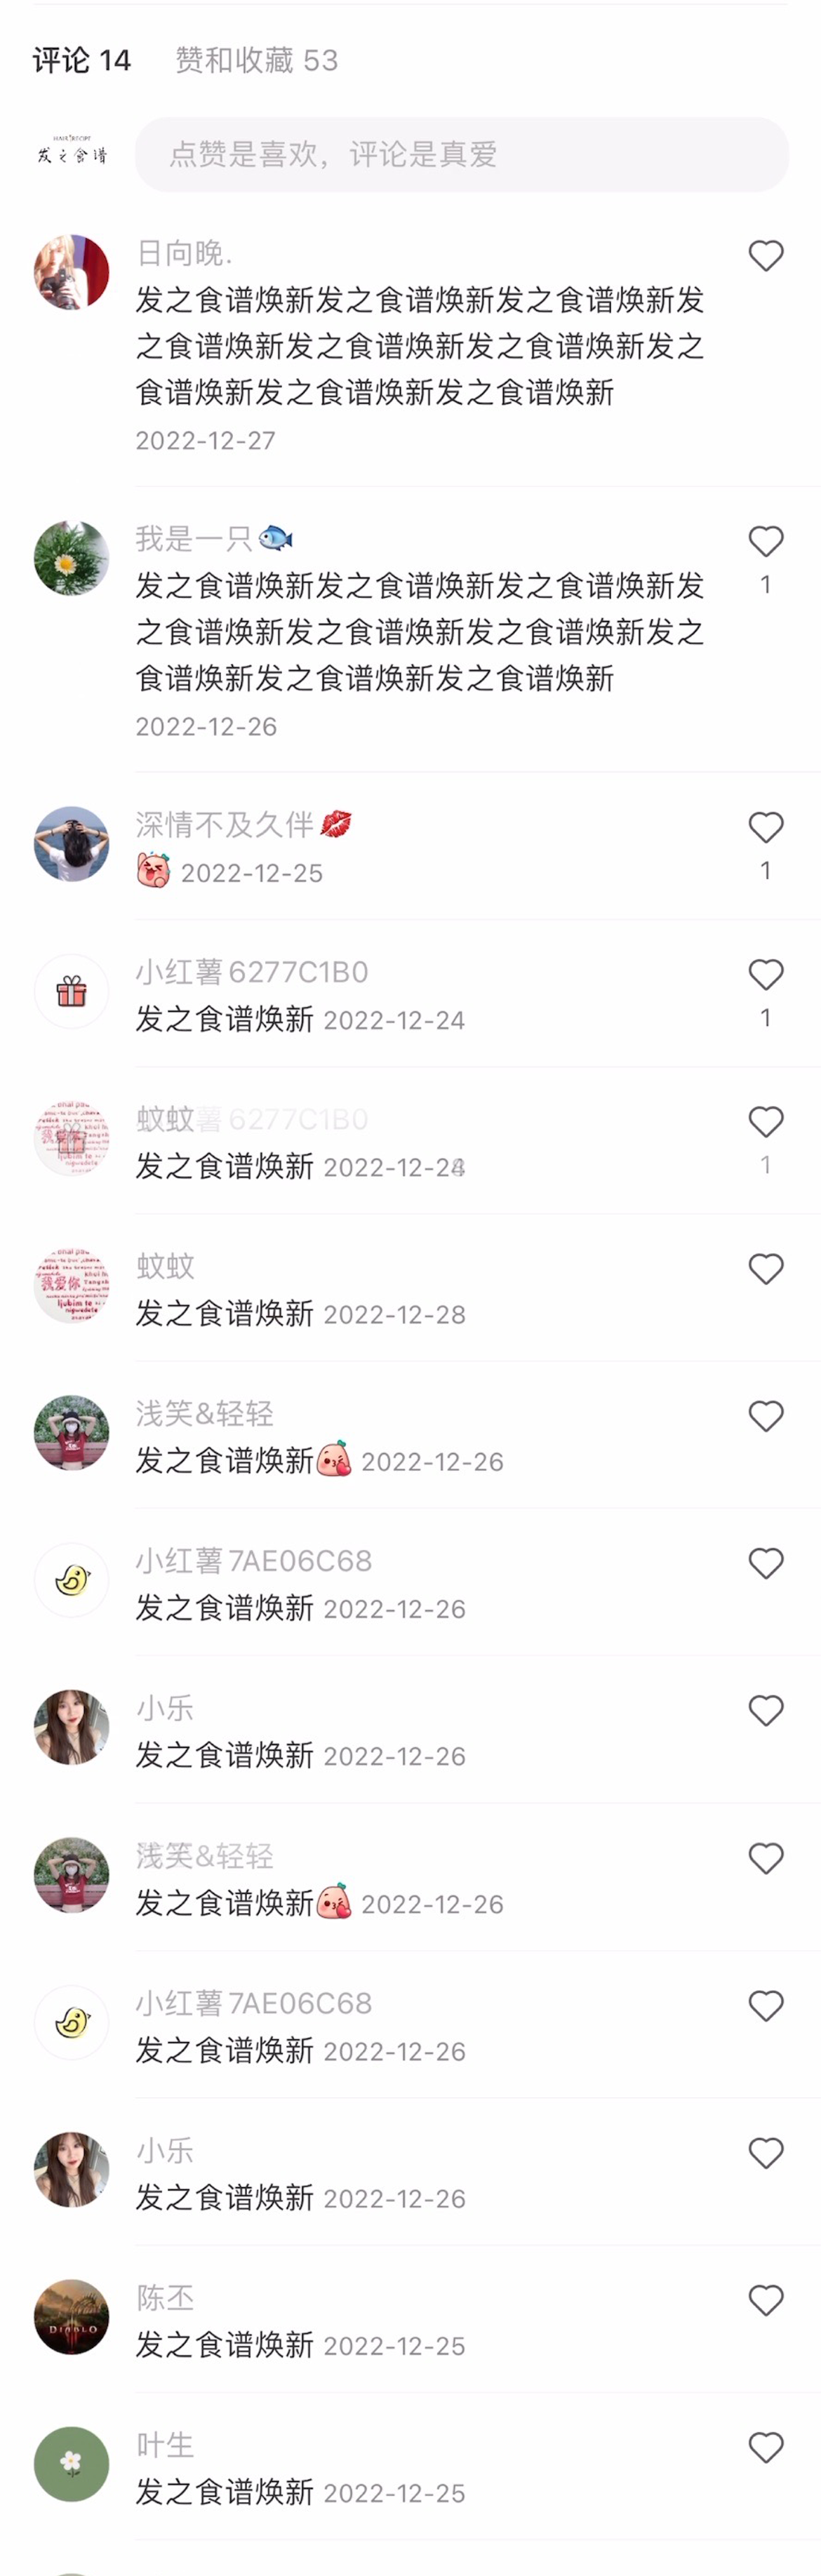 评论 14 赞和收藏 53
HAIR RECIPE
发之食谱
点赞是喜欢，评论是真爱
日向晚.
发之食谱焕新发之食谱焕新发之食谱焕新发
之食谱焕新发之食谱焕新发之食谱焕新发之
食谱焕新发之食谱焕新发之食谱焕新
2022-12-27
我是一只🐟
1
发之食谱焕新发之食谱焕新发之食谱焕新发
之食谱焕新发之食谱焕新发之食谱焕新发之
食谱焕新发之食谱焕新发之食谱焕新
2022-12-26
深情不及久伴💋
2022-12-25
1
小红薯6277C1B0
发之食谱焕新 2022-12-24
1
蚊蚊薯6277C1B0
发之食谱焕新 2022-12-2
1
蚊蚊
我爱你
ljubim te
发之食谱焕新 2022-12-28
浅笑&轻轻
发之食谱焕新 2022-12-26
小红薯7AE06C68
发之食谱焕新 2022-12-26
小乐
发之食谱焕新 2022-12-26
浅笑&轻轻
发之食谱焕新 2022-12-26
小红薯7AE06C68
发之食谱焕新 2022-12-26
小乐
发之食谱焕新 2022-12-26
陈丕
DIABLO
发之食谱焕新 2022-12-25
叶生
发之食谱焕新 2022-12-25